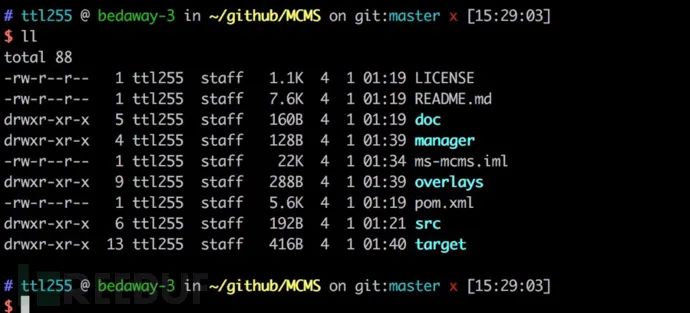 # ttl255 @ bedaway-3 in ~/github/MCMS on git:master x [15:29:03]
$ ll
total 88
-rw-r--r-- 1 ttl255 staff 1.1K 4 1 01:19 LICENSE
-rw-r--r-- 1 ttl255 staff 7.6K 4 1 01:19 README.md
drwxr-xr-x 5 ttl255 staff 160B 4 1 01:19 doc
drwxr-xr-x 4 ttl255 staff 128B 4 1 01:39 manager
-rw-r--r-- 1 ttl255 staff 22K 4 1 01:34 ms-mcms.iml
drwxr-xr-x 9 ttl255 staff 288B 4 1 01:39 overlays
-rw-r--r-- 1 ttl255 staff 5.6K 4 1 01:19 pom.xml
drwxr-xr-x 6 ttl255 staff 192B 4 1 01:21 src
drwxr-xr-x 13 ttl255 staff 416B 4 1 01:40 target
# ttl255 @ bedaway-3 in ~/github/MCMS on git:master x [15:29:03]
$
REEBUF